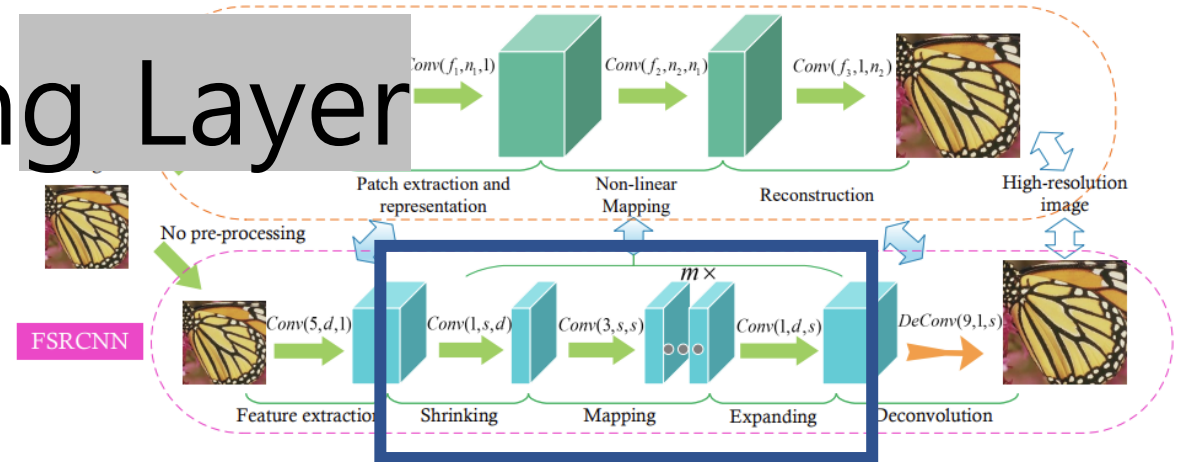 ng Layer
Conv(f₁,n₁,1)
Conv(f₂,n₂,n₁)
Conv(f₃,1,n₂)
Patch extraction and
representation
Non-linear
Mapping
Reconstruction
High-resolution
image
No pre-processing
m×
FSRCNN
Conv(5,d,1)
Conv(1,s,d)
Conv(3,s,s)
Conv(1,d,s)
DeConv(9,1,s)
Feature extraction
Shrinking
Mapping
Expanding
Deconvolution